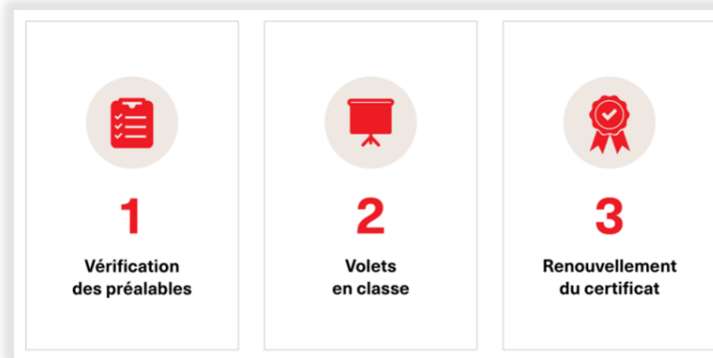 1
Vérification
des préalables
2
Volets
en classe
3
Renouvellement
du certificat